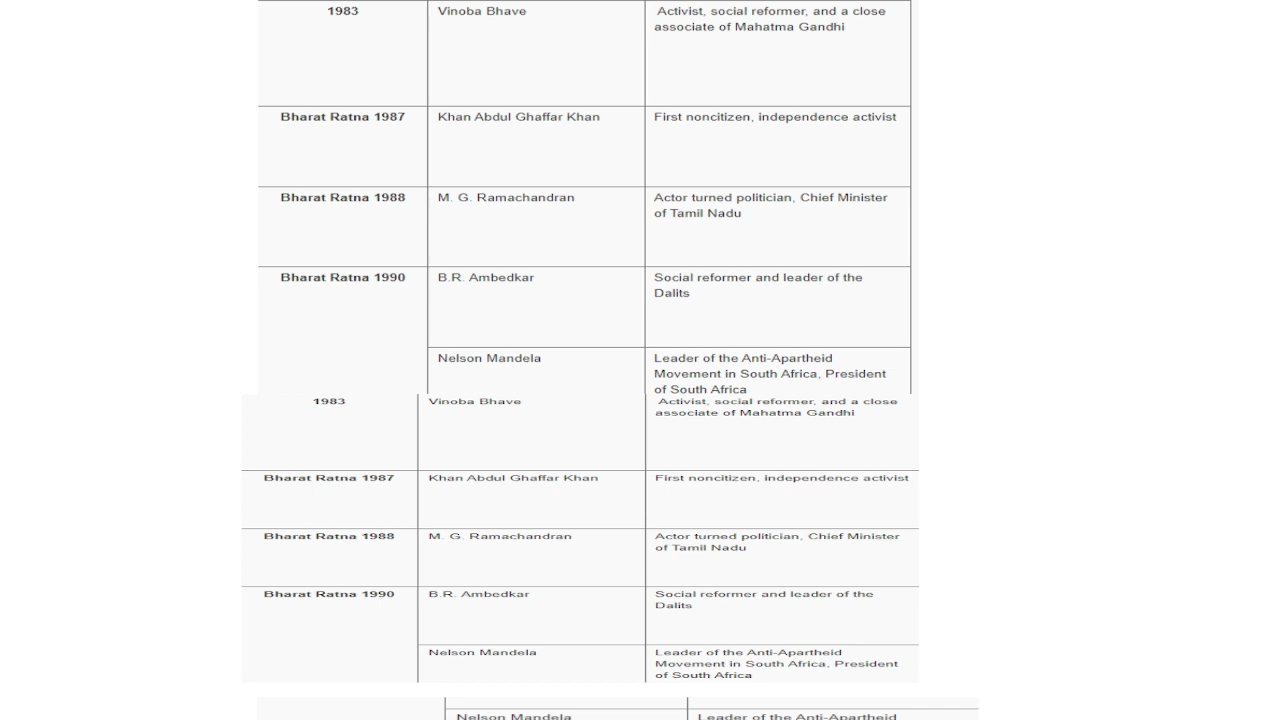 1983 Vinoba Bhave Activist, social reformer, and a close
associate of Mahatma Gandhi
Bharat Ratna 1987 Khan Abdul Ghaffar Khan First noncitizen, independence activist
Bharat Ratna 1988 M. G. Ramachandran Actor turned politician, Chief Minister
of Tamil Nadu
Bharat Ratna 1990 B.R. Ambedkar Social reformer and leader of the
Dalits
Nelson Mandela Leader of the Anti-Apartheid
Movement in South Africa, President
of South Africa
1983 Vinoba Bhave Activist, social reformer, and a close
associate of Mahatma Gandhi
Bharat Ratna 1987 Khan Abdul Ghaffar Khan First noncitizen, independence activist
Bharat Ratna 1988 M. G. Ramachandran Actor turned politician, Chief Minister
of Tamil Nadu
Bharat Ratna 1990 B.R. Ambedkar Social reformer and leader of the
Dalits
Nelson Mandela Leader of the Anti-Apartheid
Movement in South Africa, President
of South Africa
Nelson Mandela Leader of the Anti-Apartheid